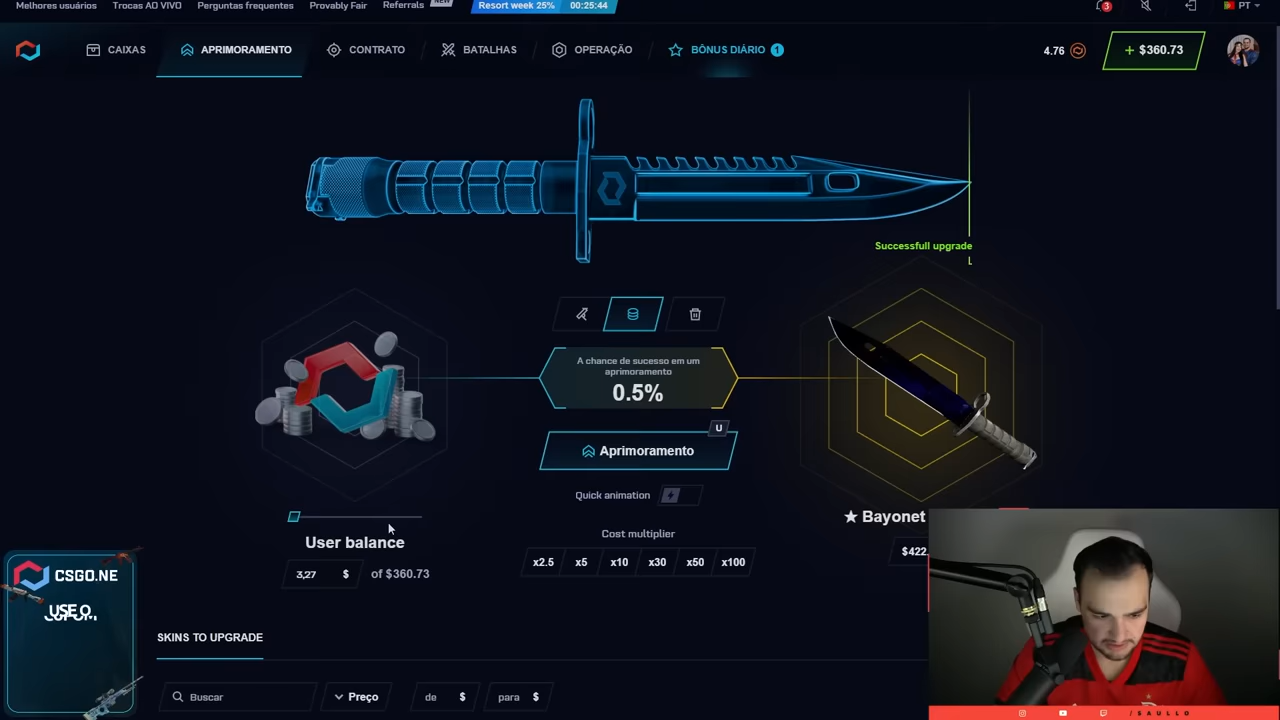 Melhores usuários Trocas AO VIVO Perguntas frequentes Provably Fair Referrals NEW Resort week 25% 00:25:44 3 PT
CAIXAS APRIMORAMENTO CONTRATO BATALHAS OPERAÇÃO BÔNUS DIÁRIO 1 4.76 + $360.73
Successfull upgrade
A chance de sucesso em um
aprimoramento
0.5%
U
Aprimoramento
Quick animation
★ Bayonet
User balance
Cost multiplier
3,27 $ of $360.73
x2.5 x5 x10 x30 x50 x100
$422
CSGO.NE
USE O
SKINS TO UPGRADE
Buscar Preço de $ para $
/SAULLO